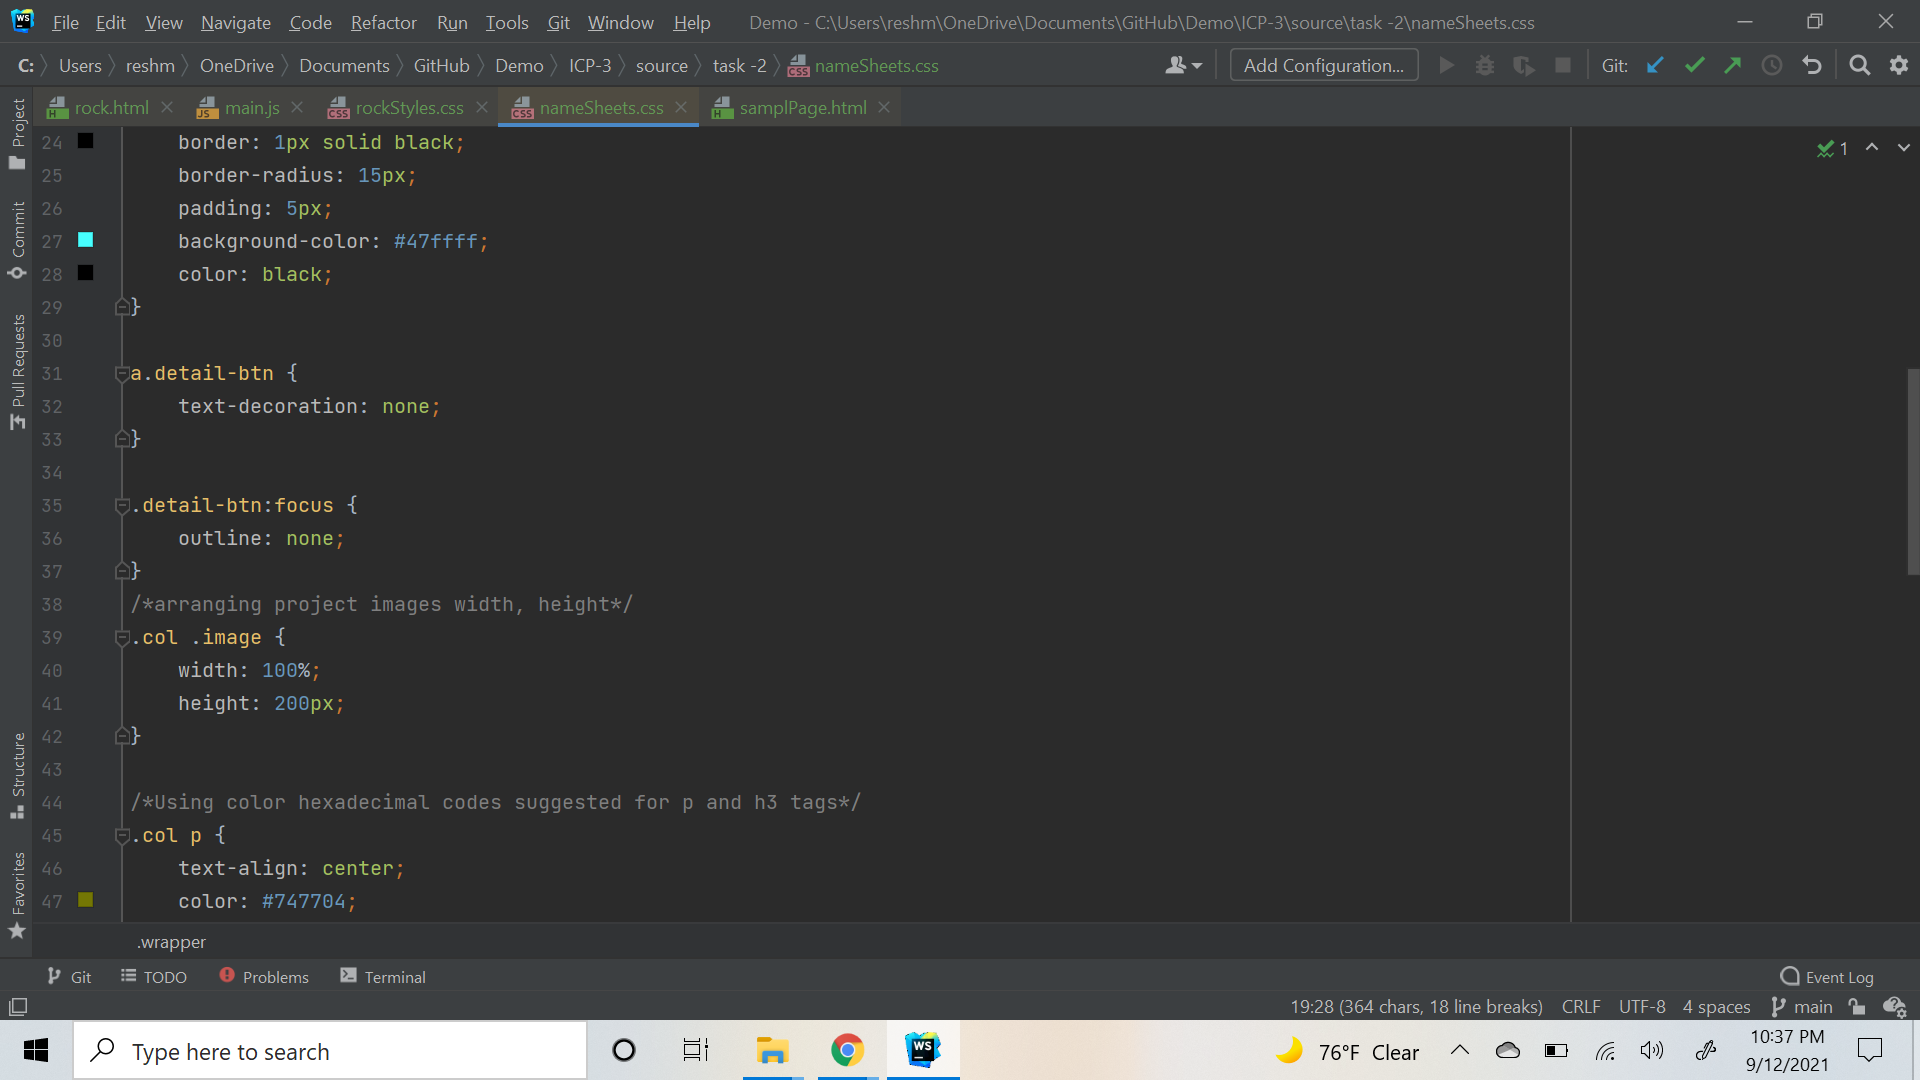 WS File Edit View Navigate Code Refactor Run Tools Git Window Help Demo - C:\Users\reshm\OneDrive\Documents\GitHub\Demo\ICP-3\source\task -2\nameSheets.css
C: Users reshm OneDrive Documents GitHub Demo ICP-3 source task -2 CSS nameSheets.css Add Configuration... Git:
H rock.html JS main.js CSS rockStyles.css CSS nameSheets.css H samplPage.html
Project
Commit
Pull Requests
Structure
Favorites
1
24 border: 1px solid black;
25 border-radius: 15px;
26 padding: 5px;
27 background-color: #47ffff;
28 color: black;
29 }
30
31 a.detail-btn {
32 text-decoration: none;
33 }
34
35 .detail-btn:focus {
36 outline: none;
37 }
38 /*arranging project images width, height*/
39 .col .image {
40 width: 100%;
41 height: 200px;
42 }
43
44 /*Using color hexadecimal codes suggested for p and h3 tags*/
45 .col p {
46 text-align: center;
47 color: #747704;
.wrapper
Git TODO Problems Terminal Event Log
19:28 (364 chars, 18 line breaks) CRLF UTF-8 4 spaces main
Type here to search WS 76°F Clear 10:37 PM
9/12/2021